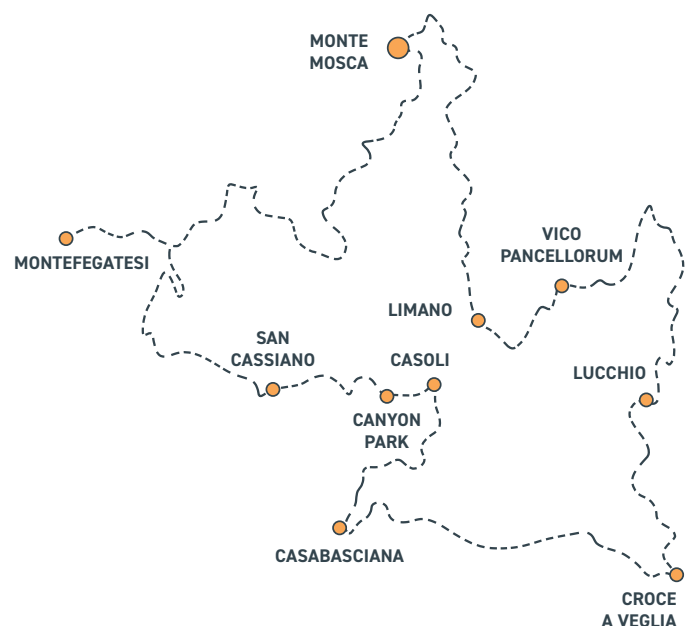 MONTE
MOSCA
MONTEFEGATESI
VICO
PANCELLORUM
LIMANO
SAN
CASSIANO
CASOLI
LUCCHIO
CANYON
PARK
CASABASCIANA
CROCE
A VEGLIA